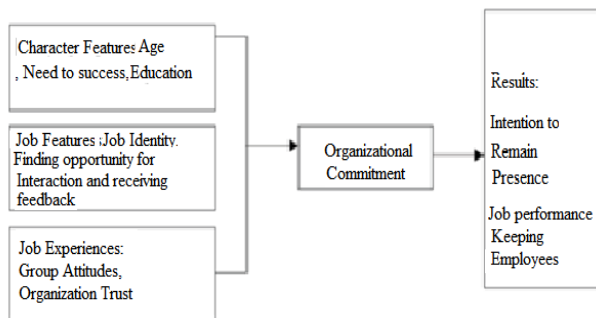 Character Features Age
, Need to success, Education
Job Features :Job Identity.
Finding opportunity for
Interaction and receiving
feedback
Job Experiences:
Group Attitudes,
Organization Trust
Organizational
Commitment
Results:
Intention to
Remain
Presence
Job performance
Keeping
Employees